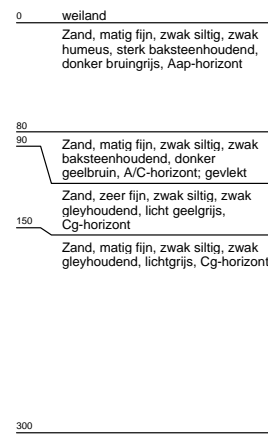 0 weiland
Zand, matig fijn, zwak siltig, zwak
humeus, sterk baksteenhoudend,
donker bruingrijs, Aap-horizont
80
90 Zand, matig fijn, zwak siltig, zwak
baksteenhoudend, donker
geelbruin, A/C-horizont; gevlekt
Zand, zeer fijn, zwak siltig, zwak
gleyhoudend, licht geelgrijs,
Cg-horizont
150
Zand, matig fijn, zwak siltig, zwak
gleyhoudend, lichtgrijs, Cg-horizont
300